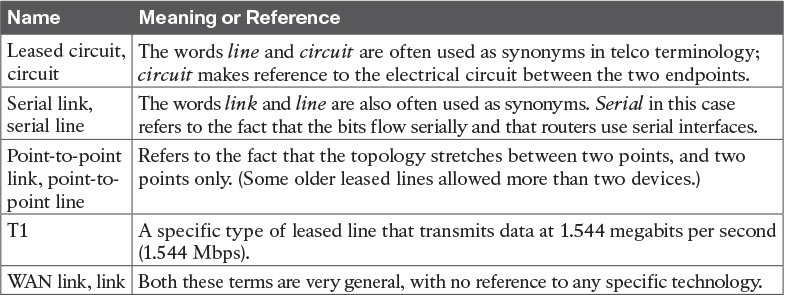 Name Meaning or Reference
Leased circuit, The words line and circuit are often used as synonyms in telco terminology;
circuit circuit makes reference to the electrical circuit between the two endpoints.
Serial link, The words link and line are also often used as synonyms. Serial in this case
serial line refers to the fact that the bits flow serially and that routers use serial interfaces.
Point-to-point Refers to the fact that the topology stretches between two points, and two
link, point-to- points only. (Some older leased lines allowed more than two devices.)
point line
T1 A specific type of leased line that transmits data at 1.544 megabits per second
(1.544 Mbps).
WAN link, link Both these terms are very general, with no reference to any specific technology.